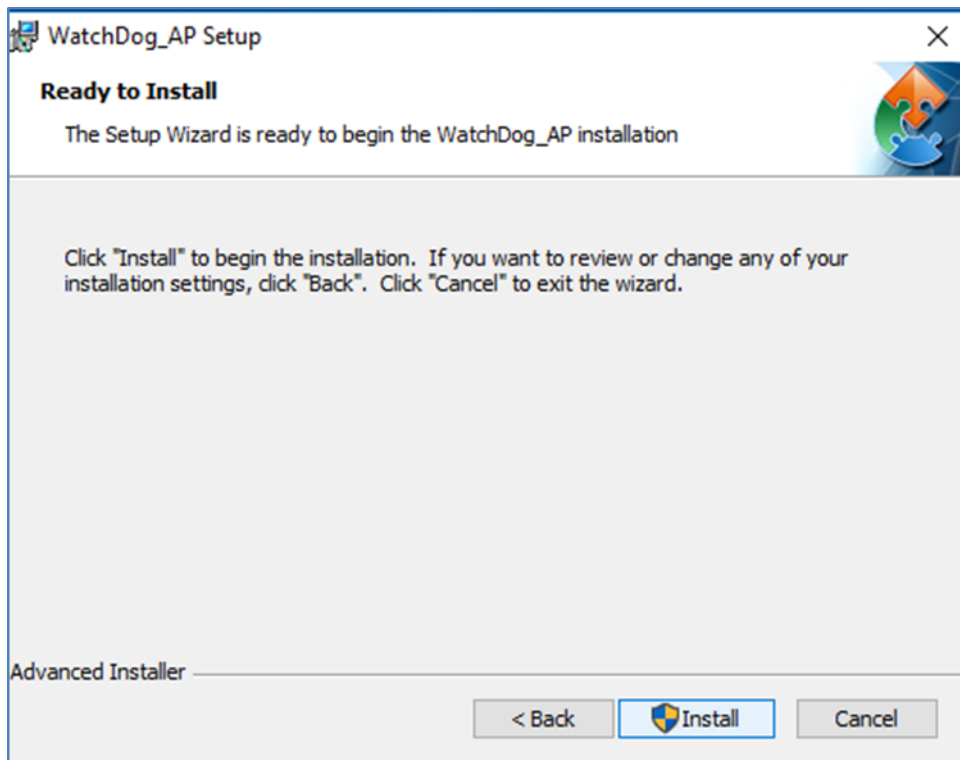 WatchDog_AP Setup
Ready to Install
The Setup Wizard is ready to begin the WatchDog_AP installation
Click "Install" to begin the installation. If you want to review or change any of your
installation settings, click "Back". Click "Cancel" to exit the wizard.
Advanced Installer
< Back
Install
Cancel